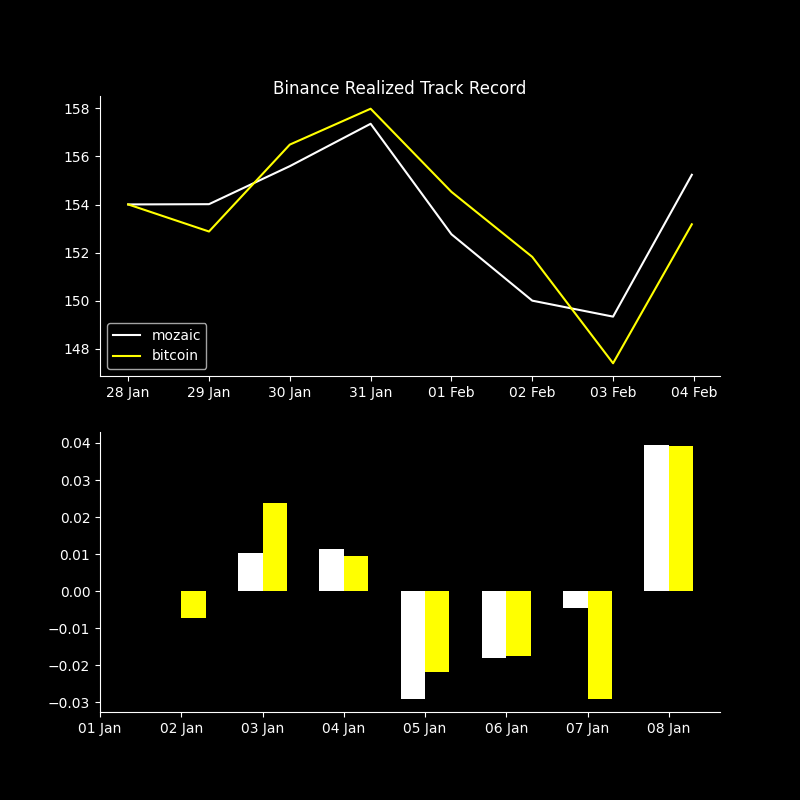 Binance Realized Track Record
158
156
154
152
150
148
mozaic
bitcoin
28 Jan 29 Jan 30 Jan 31 Jan 01 Feb 02 Feb 03 Feb 04 Feb
0.04
0.03
0.02
0.01
0.00
−0.01
−0.02
−0.03
01 Jan 02 Jan 03 Jan 04 Jan 05 Jan 06 Jan 07 Jan 08 Jan